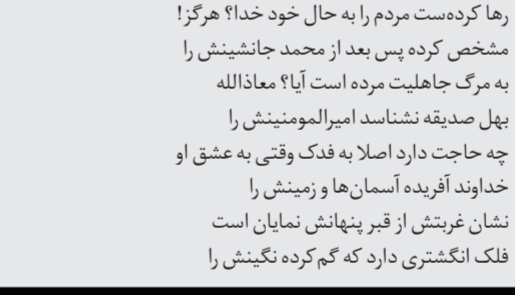 رها کرده‌ست مردم را به حال خود خدا؟ هرگز!
مشخص کرده پس بعد از محمد جانشینش را
به مرگ جاهلیت مرده است آیا؟ معاذالله
بهل صدیقه نشناسد امیرالمومنینش را
چه حاجت دارد اصلا به فدک وقتی به عشق او
خداوند آفریده آسمان‌ها و زمینش را
نشان غربتش از قبر پنهانش نمایان است
فلک انگشتری دارد که گم کرده نگینش را